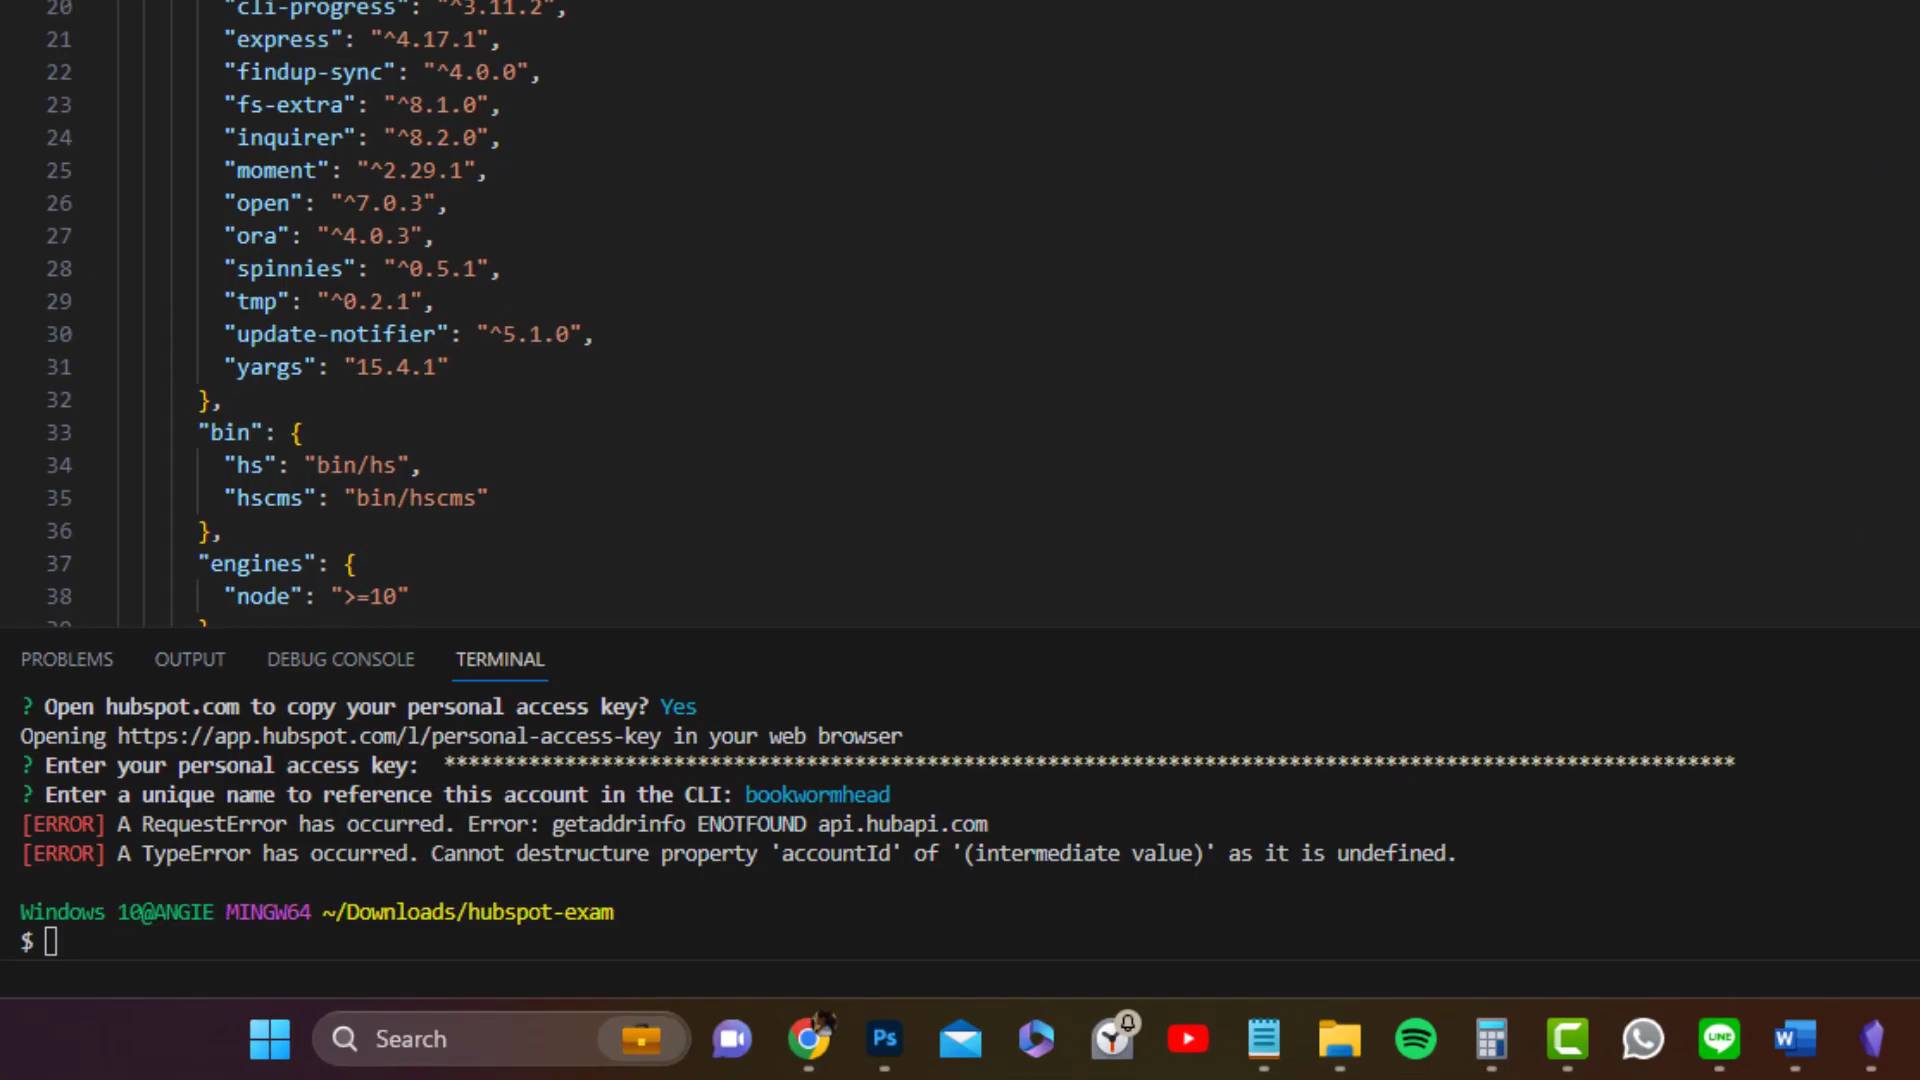 20 "cli-progress": "^3.11.2",
21 "express": "^4.17.1",
22 "findup-sync": "^4.0.0",
23 "fs-extra": "^8.1.0",
24 "inquirer": "^8.2.0",
25 "moment": "^2.29.1",
26 "open": "^7.0.3",
27 "ora": "^4.0.3",
28 "spinnies": "^0.5.1",
29 "tmp": "^0.2.1",
30 "update-notifier": "^5.1.0",
31 "yargs": "15.4.1"
32 },
33 "bin": {
34 "hs": "bin/hs",
35 "hscms": "bin/hscms"
36 },
37 "engines": {
38 "node": ">=10"
39 }
PROBLEMS OUTPUT DEBUG CONSOLE TERMINAL
? Open hubspot.com to copy your personal access key? Yes
Opening https://app.hubspot.com/l/personal-access-key in your web browser
? Enter your personal access key: ***********************************************************************************************************
? Enter a unique name to reference this account in the CLI: bookwormhead
[ERROR] A RequestError has occurred. Error: getaddrinfo ENOTFOUND api.hubapi.com
[ERROR] A TypeError has occurred. Cannot destructure property 'accountId' of '(intermediate value)' as it is undefined.
Windows 10@ANGIE MINGW64 ~/Downloads/hubspot-exam
$
Search
Ps
LINE
W